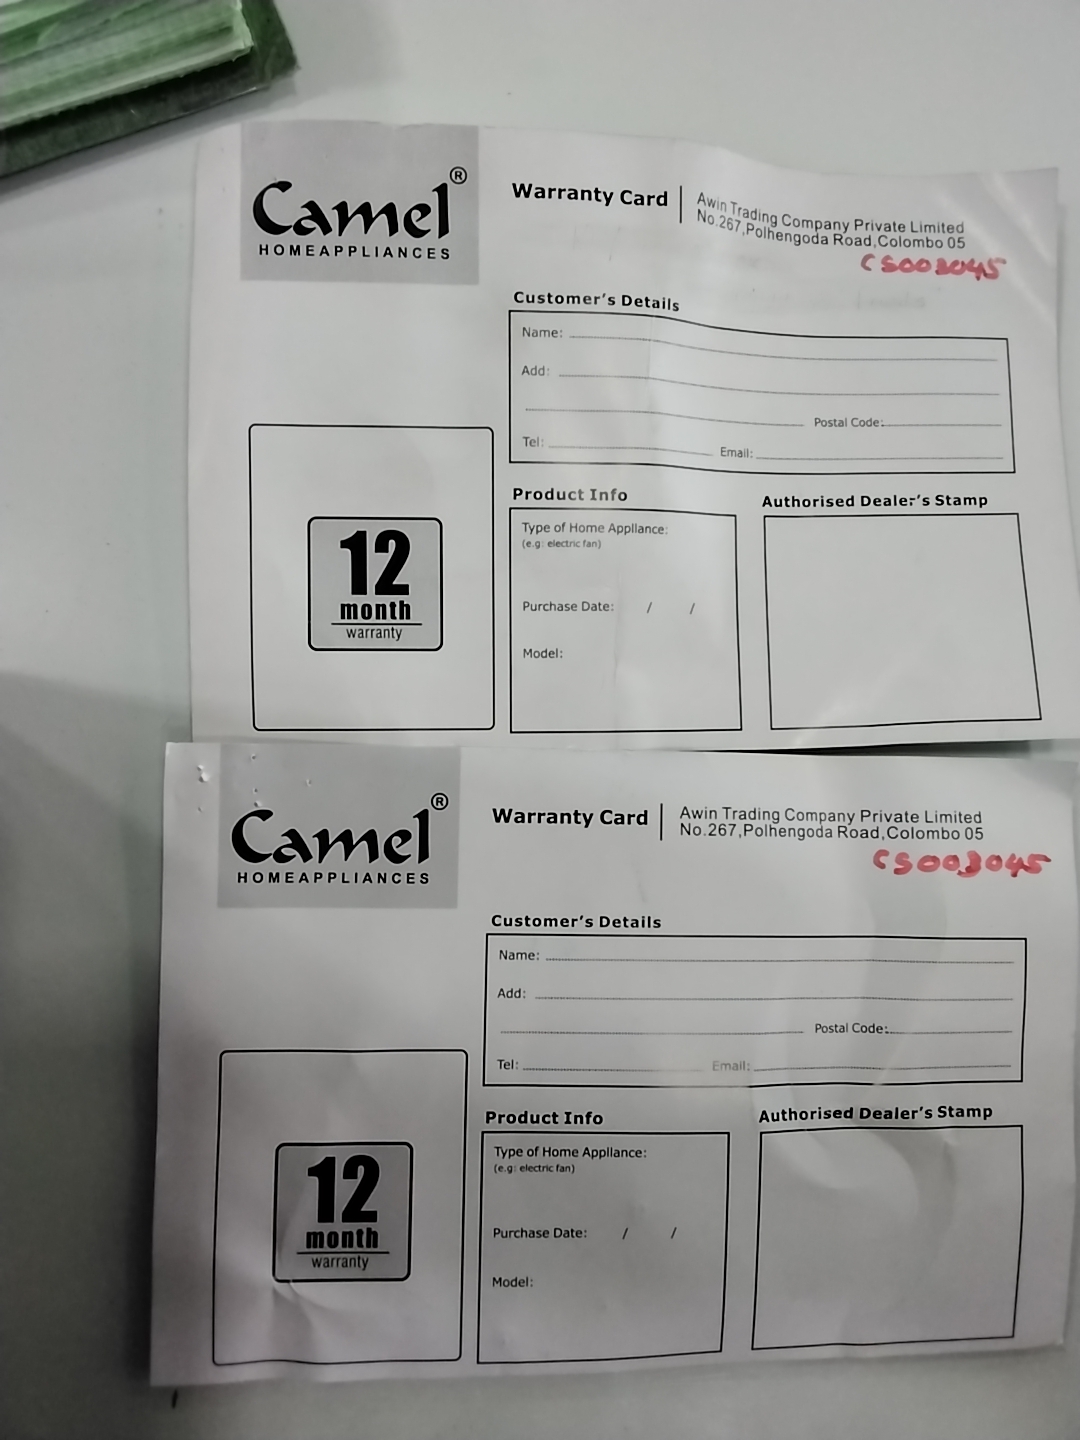 Camel®
HOMEAPPLIANCES
Warranty Card
Awin Trading Company Private Limited
No.267,Polhengoda Road,Colombo 05
CS003045
Customer's Details
Name:
Add:
Postal Code:
Tel:
Email:
12
month
warranty
Product Info
Type of Home Appliance:
(e.g: electric fan)
Purchase Date: / /
Model:
Authorised Dealer's Stamp
Camel®
HOMEAPPLIANCES
Warranty Card
Awin Trading Company Private Limited
No.267,Polhengoda Road,Colombo 05
CS003045
Customer's Details
Name:
Add:
Postal Code:
Tel:
Email:
12
month
warranty
Product Info
Type of Home Appliance:
(e.g: electric fan)
Purchase Date: / /
Model:
Authorised Dealer's Stamp